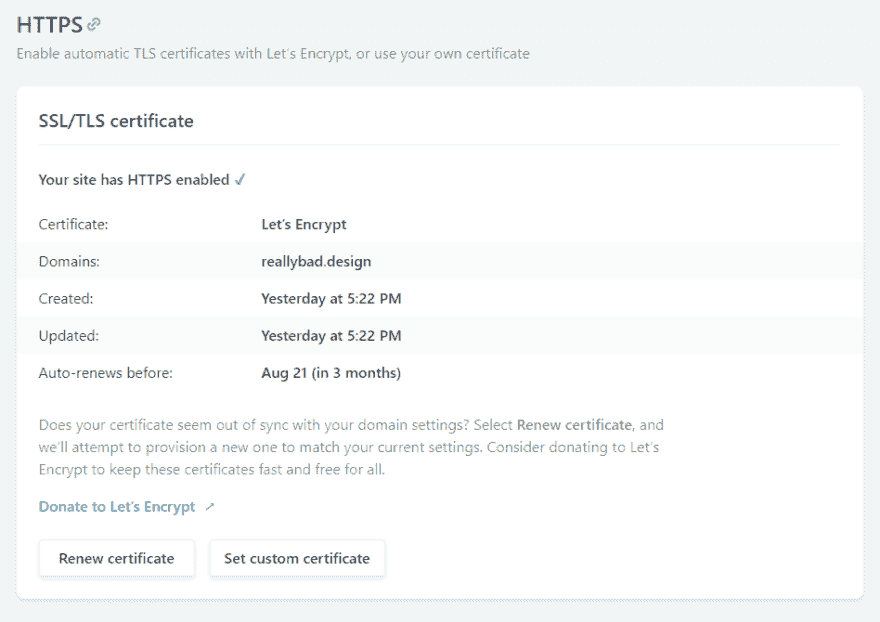 HTTPS
Enable automatic TLS certificates with Let's Encrypt, or use your own certificate
SSL/TLS certificate
Your site has HTTPS enabled ✓
Certificate: Let's Encrypt
Domains: reallybad.design
Created: Yesterday at 5:22 PM
Updated: Yesterday at 5:22 PM
Auto-renews before: Aug 21 (in 3 months)
Does your certificate seem out of sync with your domain settings? Select Renew certificate, and
we'll attempt to provision a new one to match your current settings. Consider donating to Let's
Encrypt to keep these certificates fast and free for all.
Donate to Let's Encrypt ↗
Renew certificate Set custom certificate